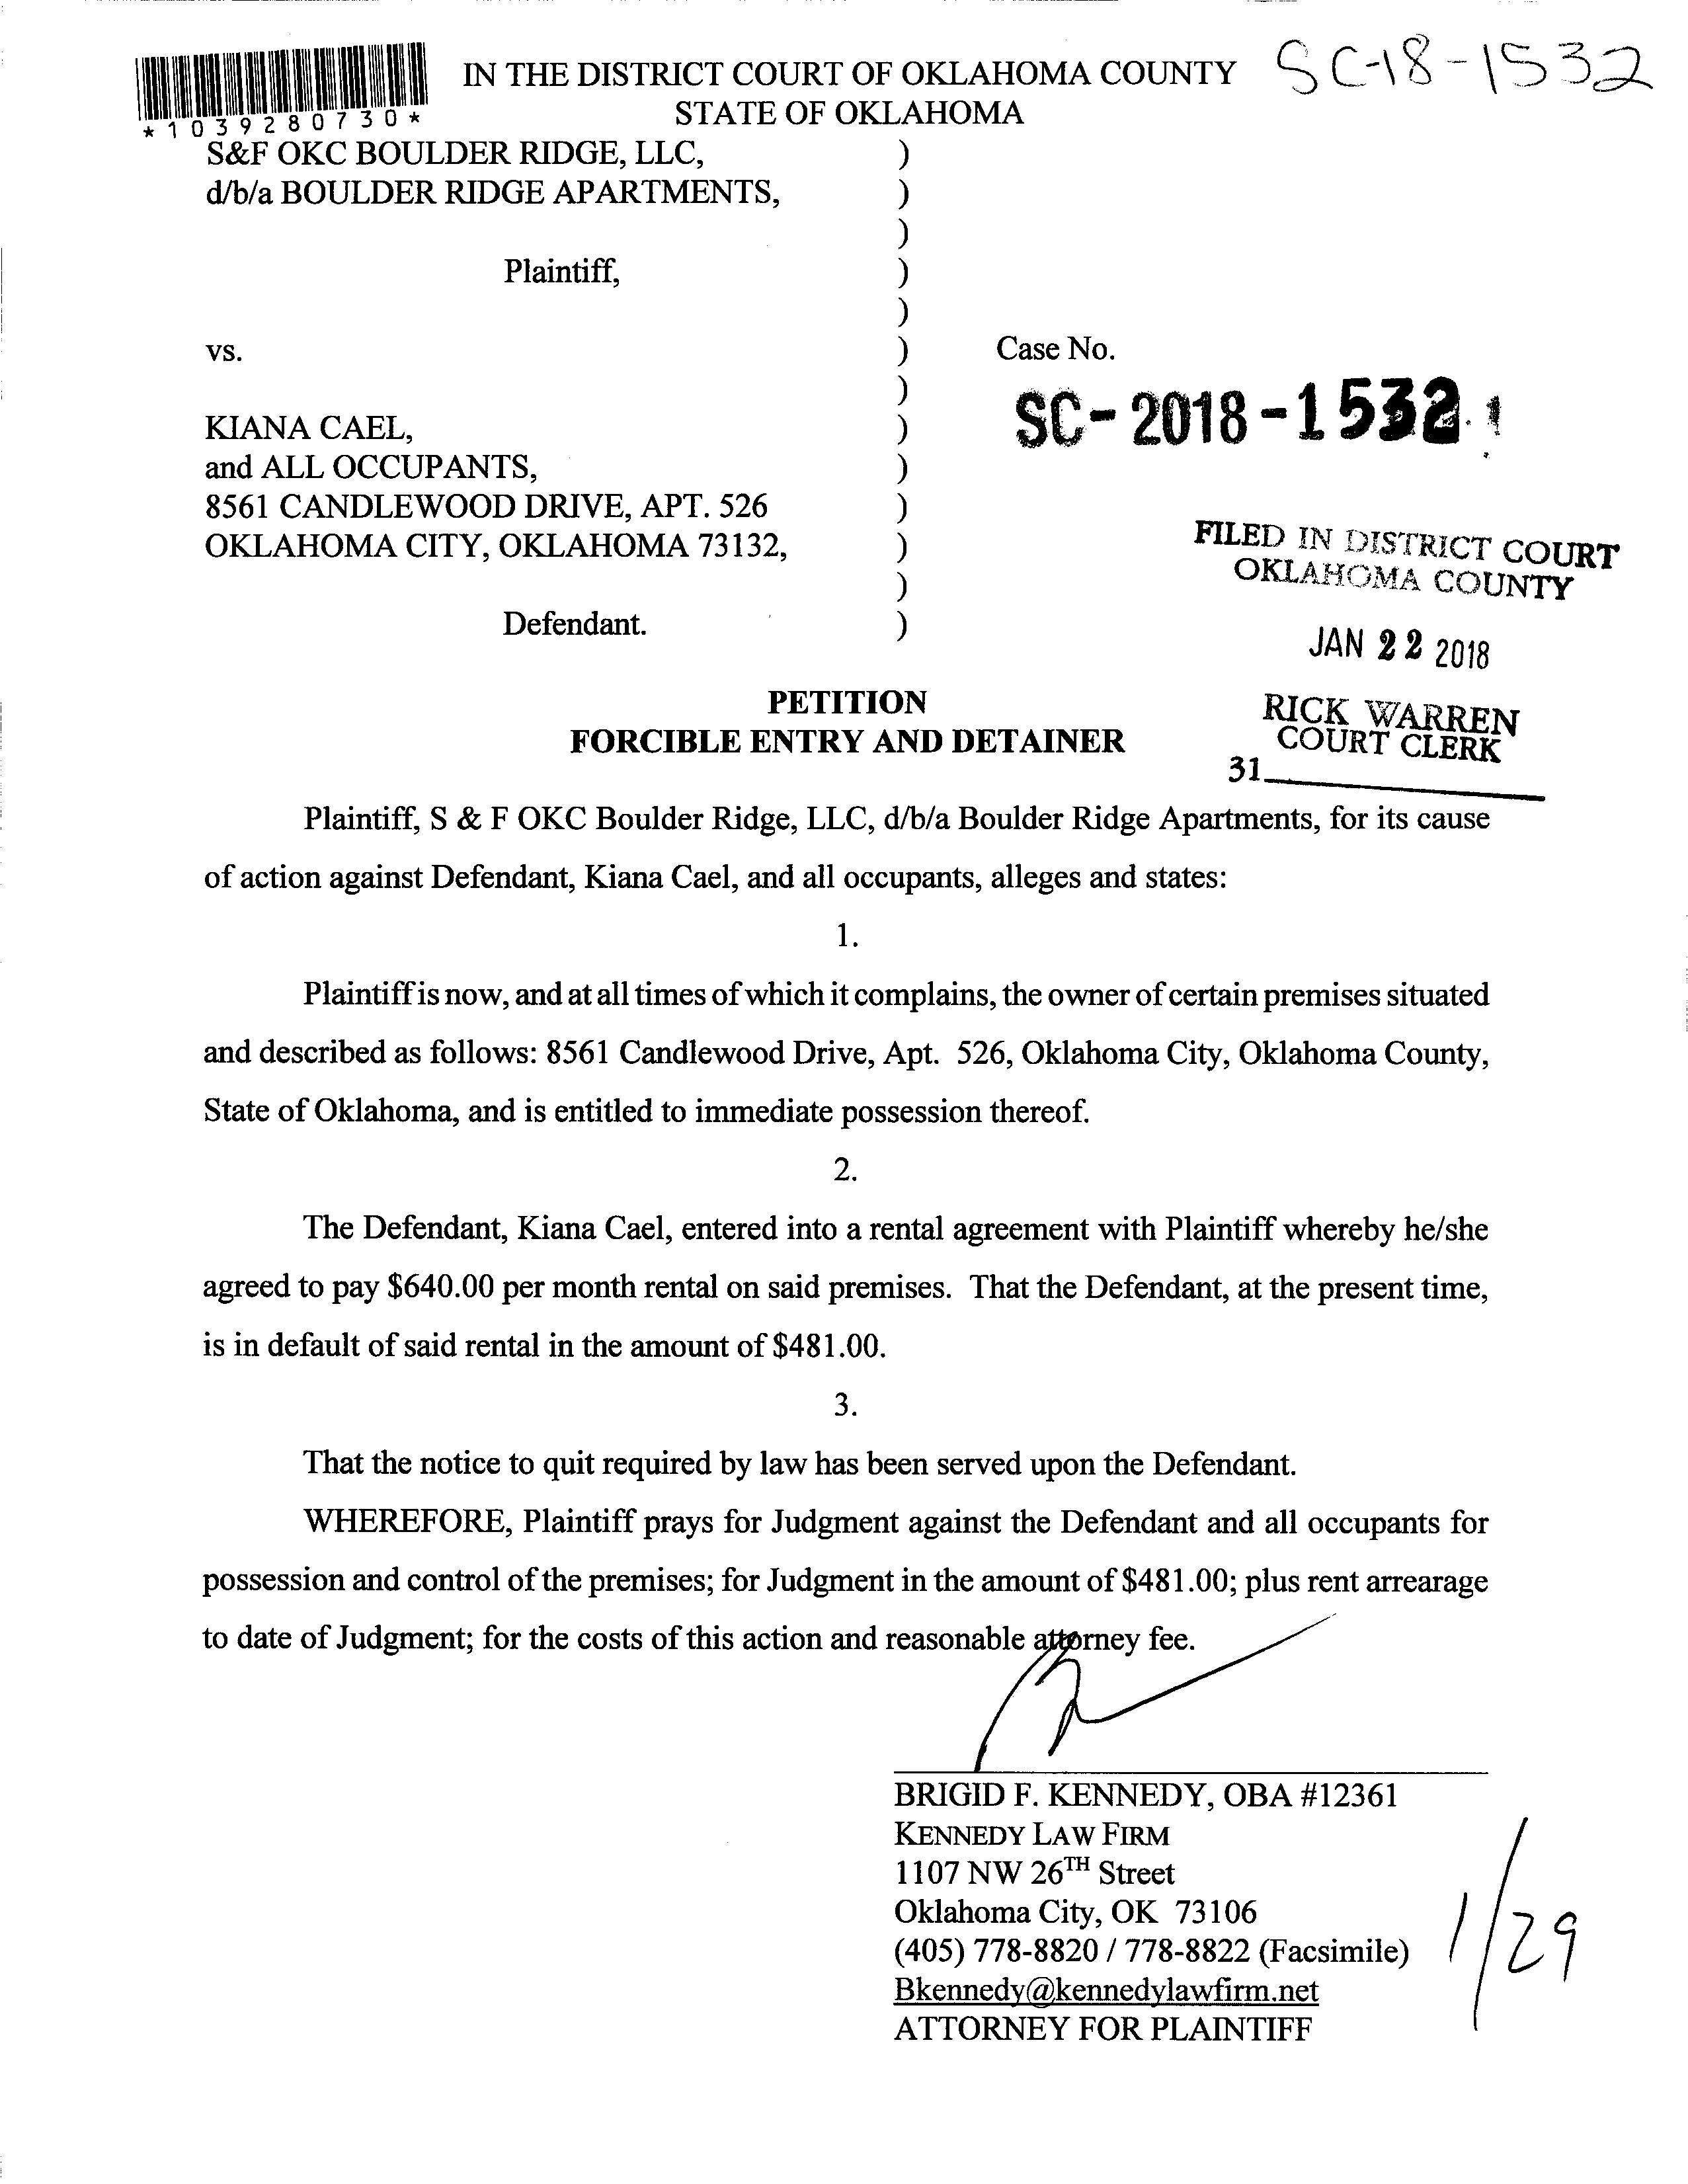 IN THE DISTRICT COURT OF OKLAHOMA COUNTY SC-18-1532
STATE OF OKLAHOMA
*1039280730*
S&F OKC BOULDER RIDGE, LLC, )
d/b/a BOULDER RIDGE APARTMENTS, )
)
Plaintiff, )
)
vs. ) Case No.
)
SC-2018-1532
KIANA CAEL, )
and ALL OCCUPANTS, )
8561 CANDLEWOOD DRIVE, APT. 526 )
OKLAHOMA CITY, OKLAHOMA 73132, )
)
Defendant. )
FILED IN DISTRICT COURT
OKLAHOMA COUNTY
JAN 22 2018
RICK WARREN
COURT CLERK
31
PETITION
FORCIBLE ENTRY AND DETAINER
Plaintiff, S & F OKC Boulder Ridge, LLC, d/b/a Boulder Ridge Apartments, for its cause
of action against Defendant, Kiana Cael, and all occupants, alleges and states:
1.
Plaintiff is now, and at all times of which it complains, the owner of certain premises situated
and described as follows: 8561 Candlewood Drive, Apt. 526, Oklahoma City, Oklahoma County,
State of Oklahoma, and is entitled to immediate possession thereof.
2.
The Defendant, Kiana Cael, entered into a rental agreement with Plaintiff whereby he/she
agreed to pay $640.00 per month rental on said premises. That the Defendant, at the present time,
is in default of said rental in the amount of $481.00.
3.
That the notice to quit required by law has been served upon the Defendant.
WHEREFORE, Plaintiff prays for Judgment against the Defendant and all occupants for
possession and control of the premises; for Judgment in the amount of $481.00; plus rent arrearage
to date of Judgment; for the costs of this action and reasonable attorney fee.
BRIGID F. KENNEDY, OBA #12361
KENNEDY LAW FIRM
1107 NW 26TH Street
Oklahoma City, OK 73106
(405) 778-8820 / 778-8822 (Facsimile)
Bkennedy@kennedylawfirm.net
ATTORNEY FOR PLAINTIFF
1/29